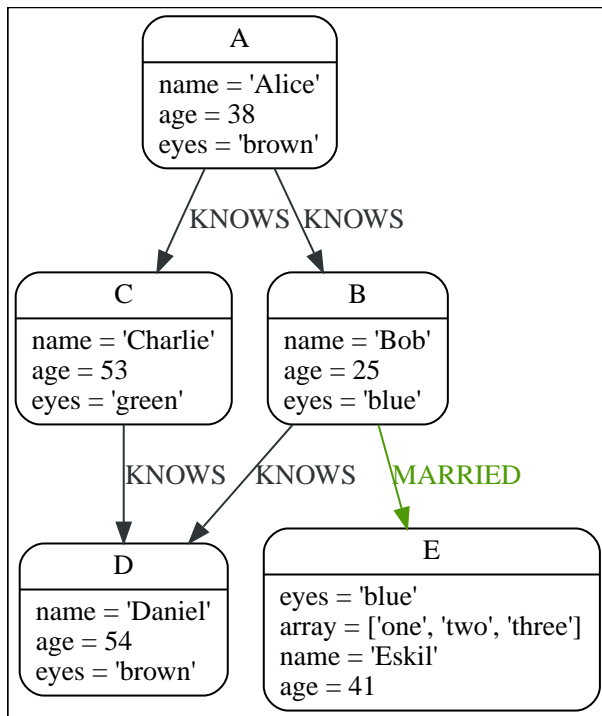 A
name = 'Alice'
age = 38
eyes = 'brown'
KNOWS
KNOWS
C
name = 'Charlie'
age = 53
eyes = 'green'
B
name = 'Bob'
age = 25
eyes = 'blue'
KNOWS
KNOWS
MARRIED
D
name = 'Daniel'
age = 54
eyes = 'brown'
E
eyes = 'blue'
array = ['one', 'two', 'three']
name = 'Eskil'
age = 41